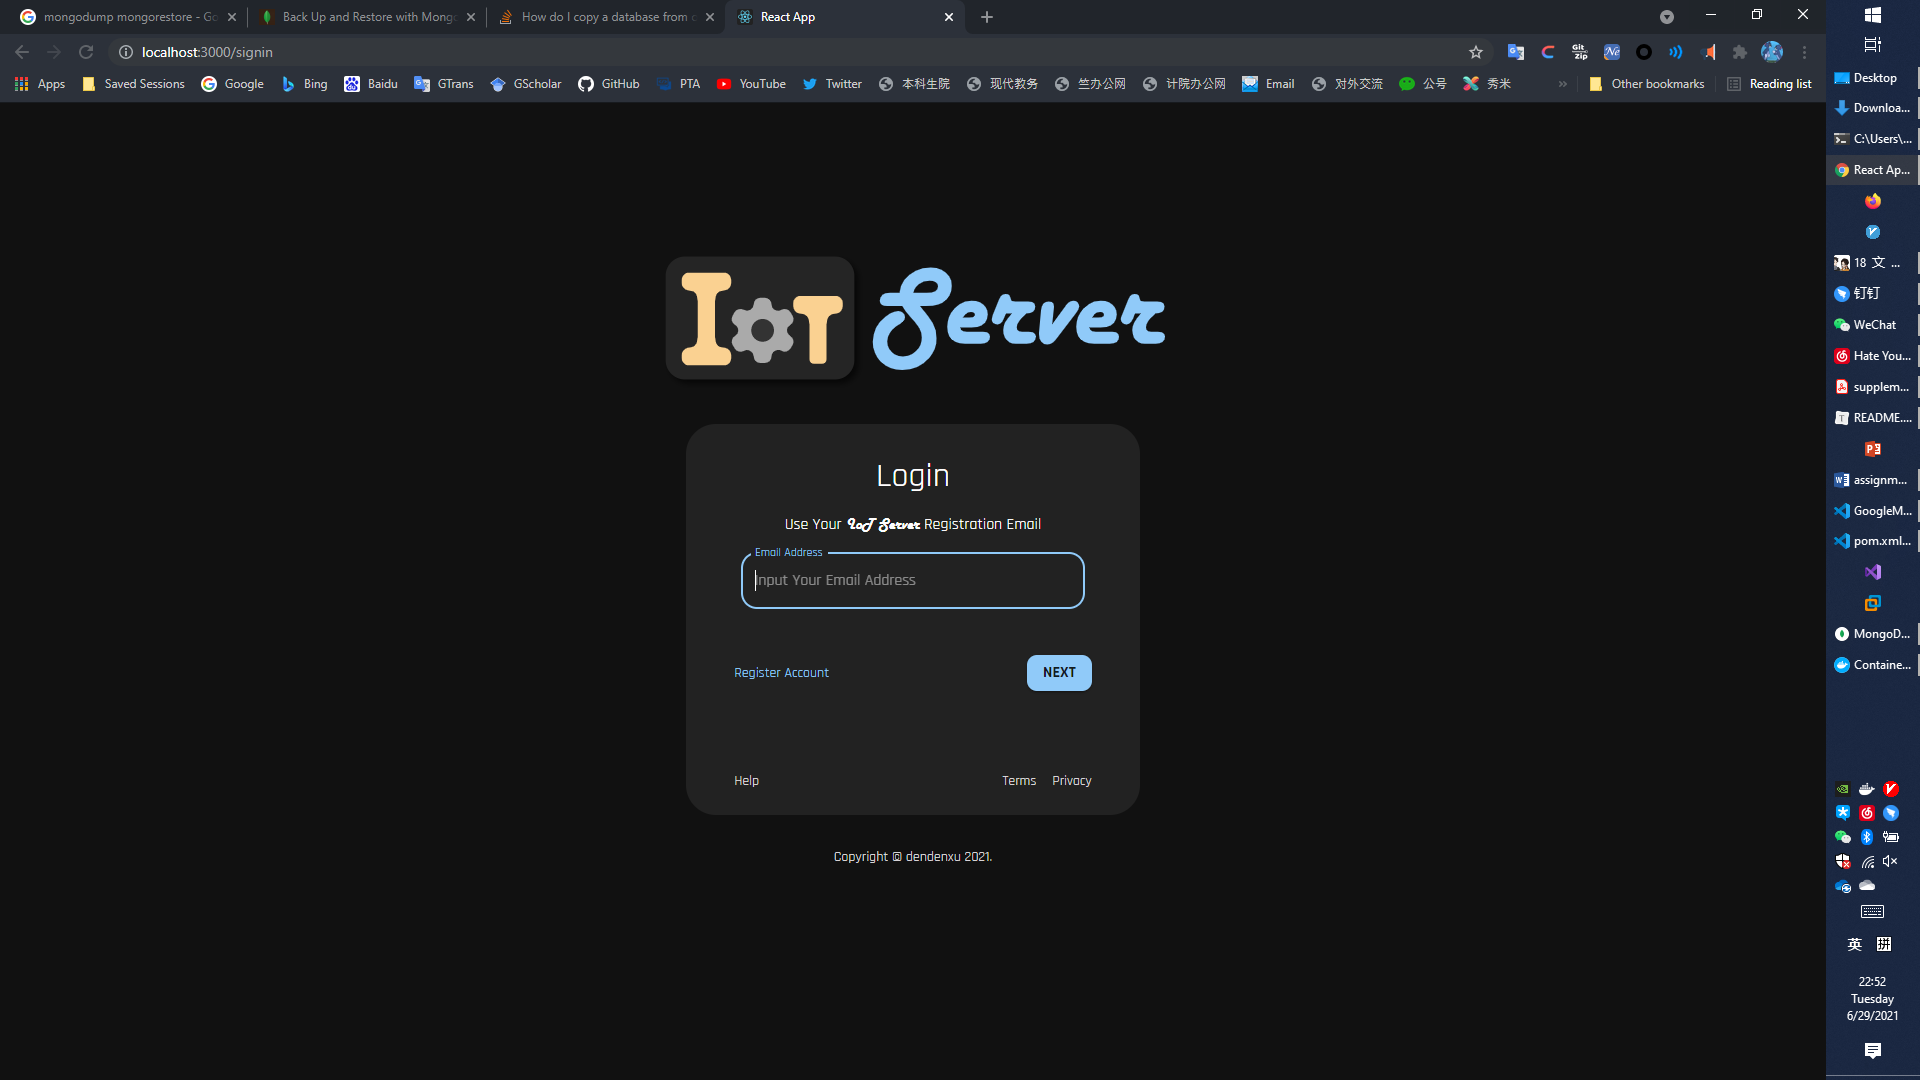 mongodump mongorestore - Go
Back Up and Restore with Mongo
How do I copy a database from o
React App
localhost:3000/signin
Apps
Saved Sessions
Google
Bing
Baidu
GTrans
GScholar
GitHub
PTA
YouTube
Twitter
本科生院
现代教务
竺办公网
计院办公网
Email
对外交流
公号
秀米
»
Other bookmarks
Reading list
IoT Server
Login
Use Your IoT Server Registration Email
Email Address
Input Your Email Address
Register Account
NEXT
Help
Terms
Privacy
Copyright © dendenxu 2021.
Desktop
Downloa...
C:\Users\...
React Ap...
18 文 ...
钉钉
WeChat
Hate You...
supplem...
README....
assignm...
GoogleM...
pom.xml...
MongoD...
Containe...
英 拼
22:52
Tuesday
6/29/2021